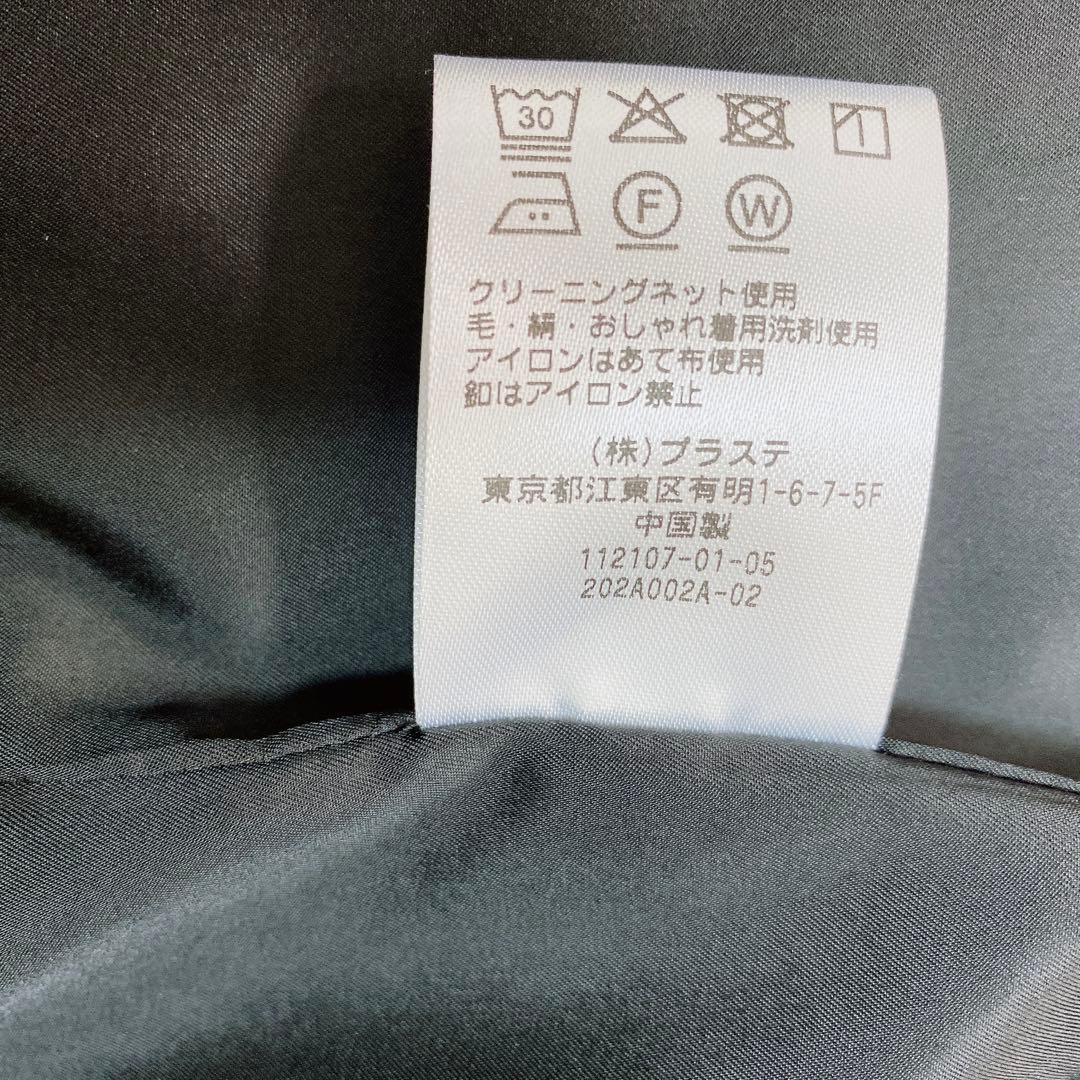 30
F W
クリーニングネット使用
毛・絹・おしゃれ着用洗剤使用
アイロンはあて布使用
釦はアイロン禁止
(株)プラステ
東京都江東区有明1-6-7-5F
中国製
112107-01-05
202A002A-02